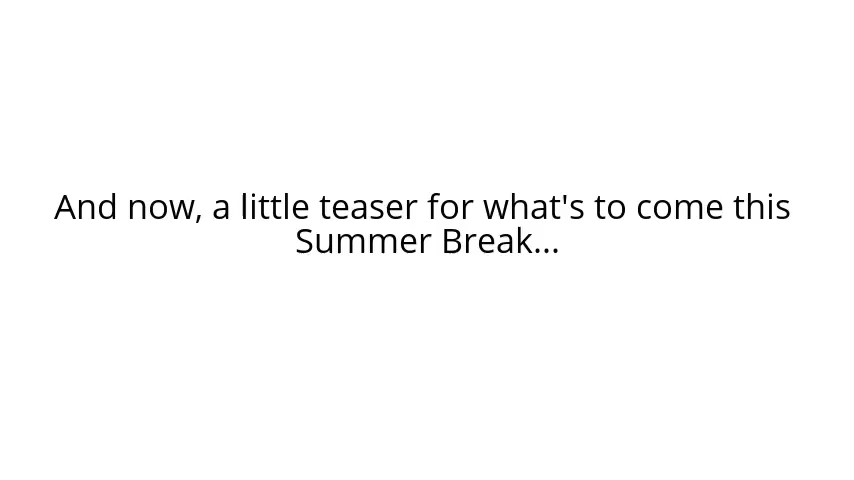 And now, a little teaser for what's to come this
Summer Break...